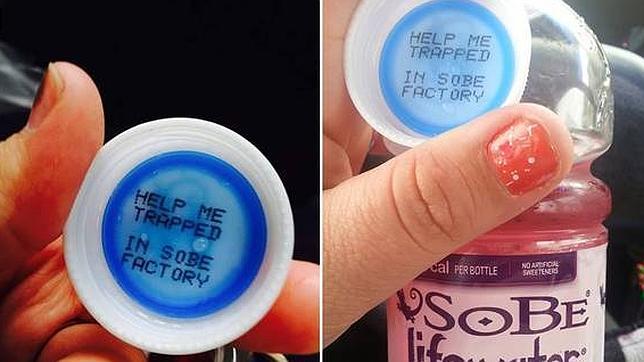 HELP ME
TRAPPED
IN SOBE
FACTORY
HELP ME
TRAPPED
IN SOBE
FACTORY
cal PER BOTTLE
NO ARTIFICIAL
SWEETENERS
SOBE
lifewater